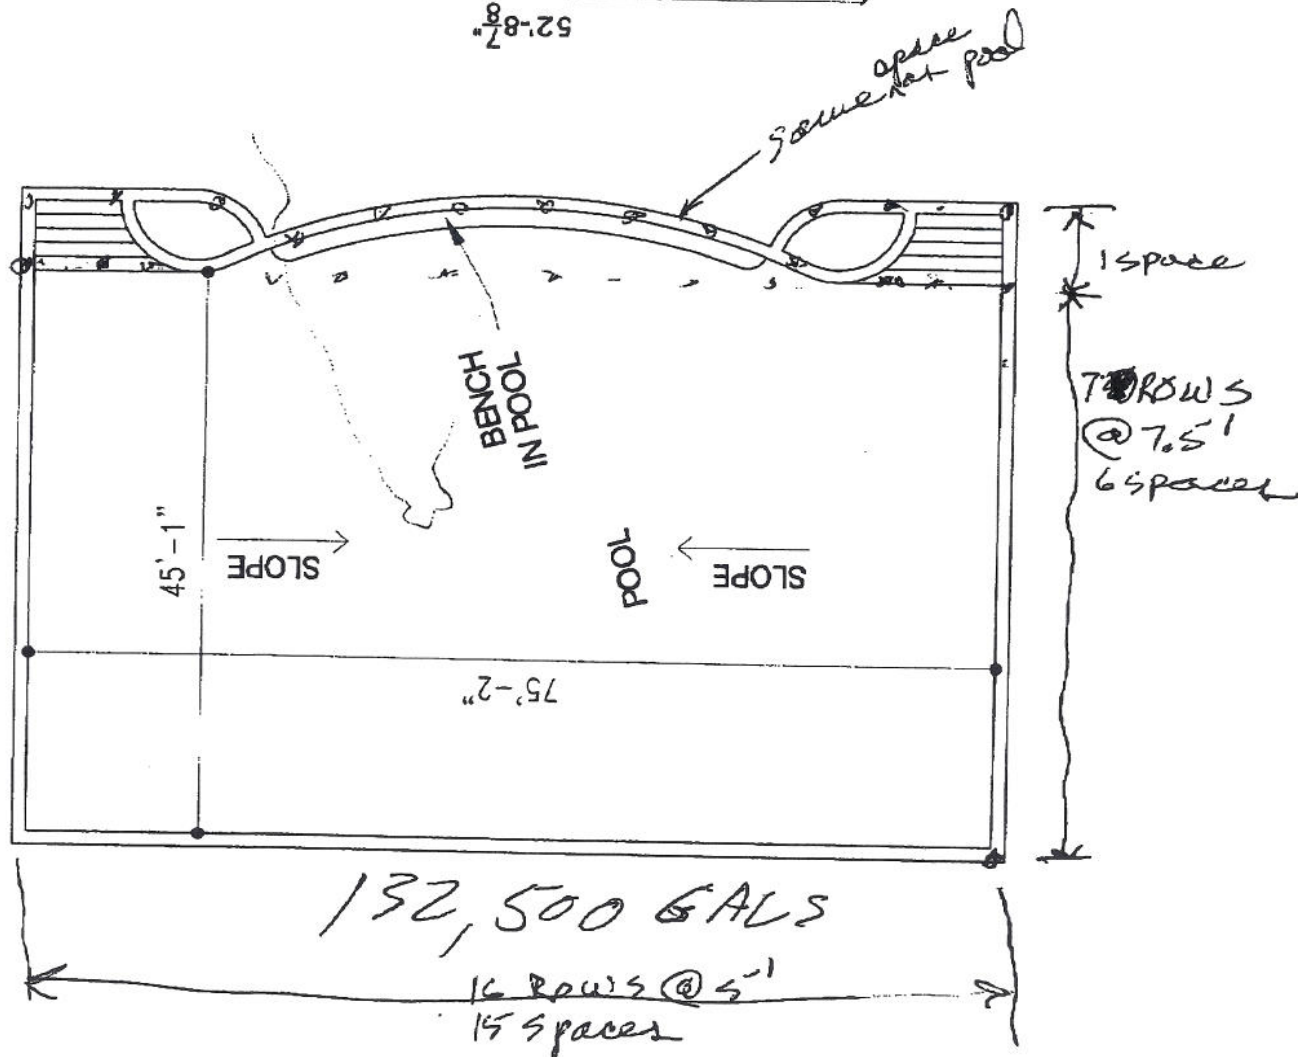 52'-8 7/8"
same space
at pool
1 space
BENCH
IN POOL
7 ROWS
@ 7.5'
6 spaces
45'-1"
SLOPE
POOL
SLOPE
75'-2"
132,500 GALS
16 Rows @ 5'
15 spaces